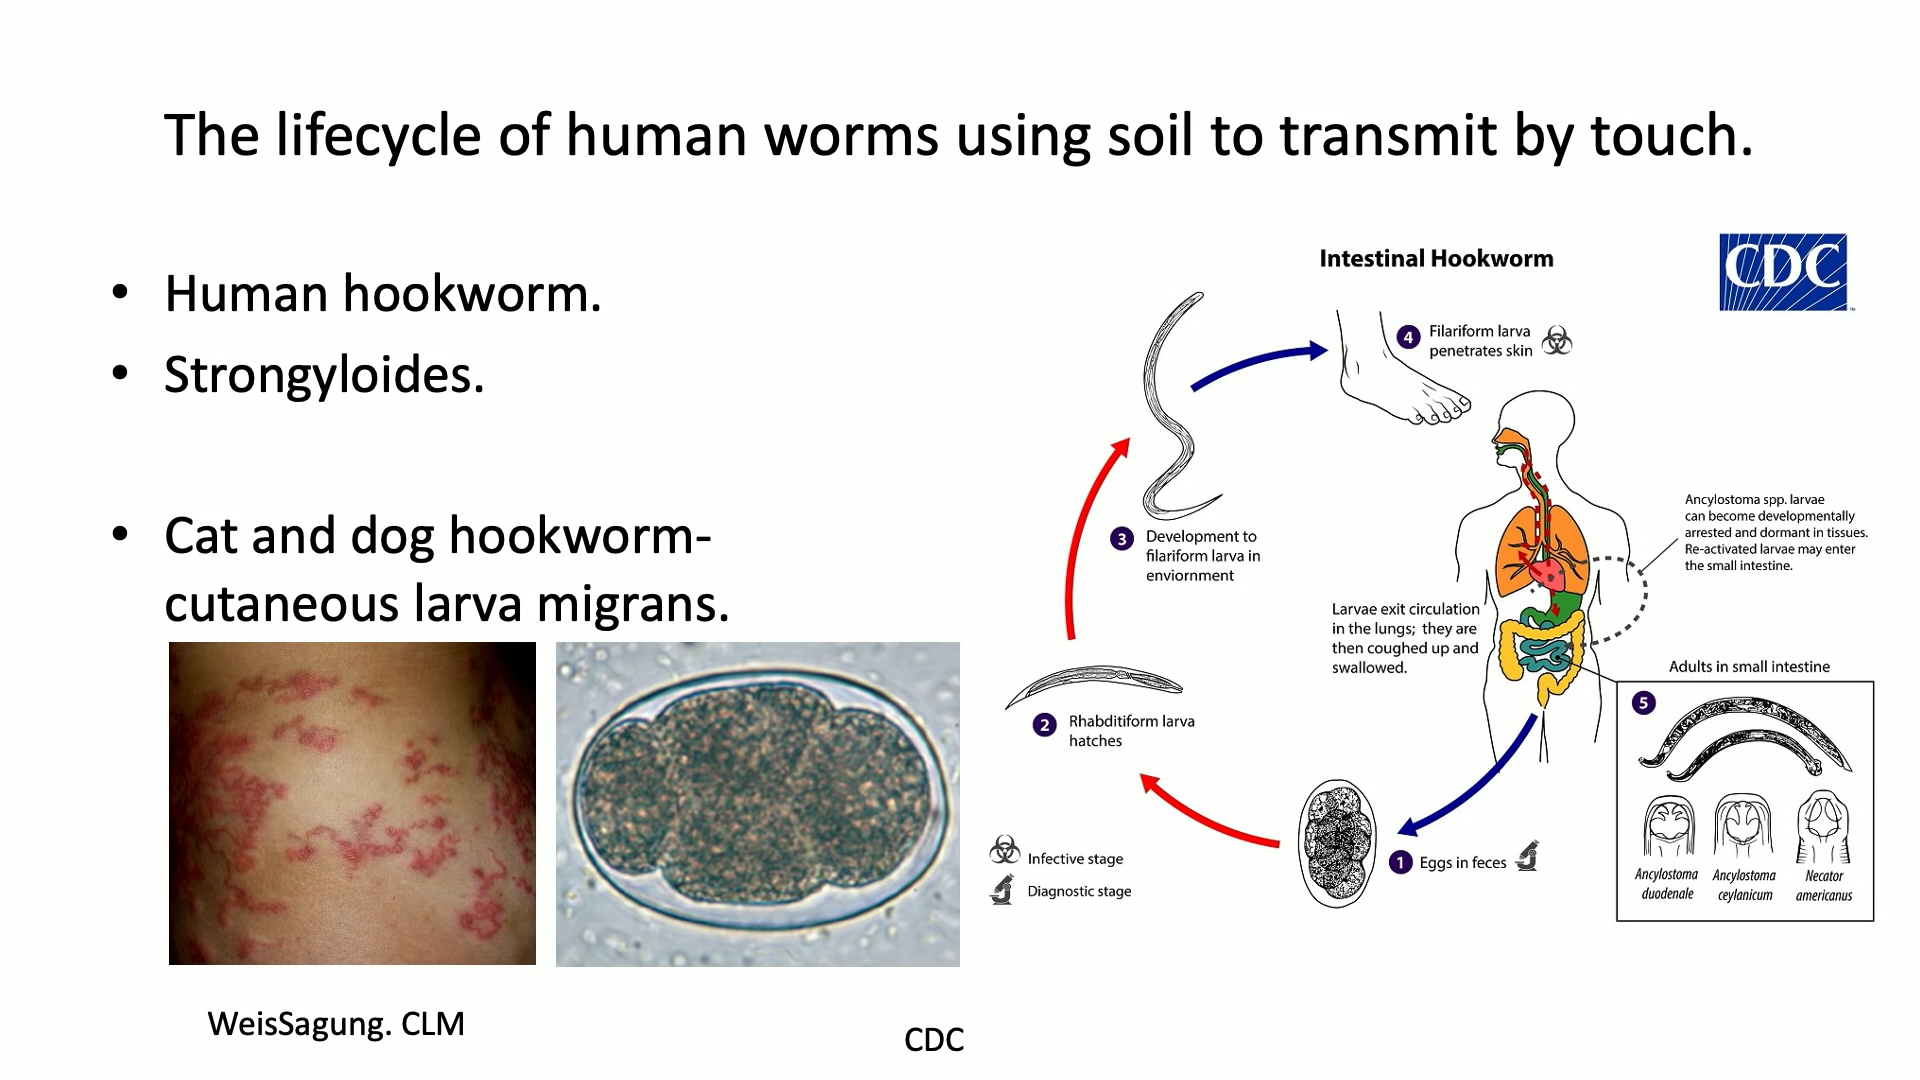 The lifecycle of human worms using soil to transmit by touch.
• Human hookworm.
• Strongyloides.
• Cat and dog hookworm-
cutaneous larva migrans.
WeisSagung. CLM
CDC
Intestinal Hookworm
CDC
4 Filariform larva
penetrates skin
3 Development to
filariform larva in
enviornment
Ancylostoma spp. larvae
can become developmentally
arrested and dormant in tissues.
Re-activated larvae may enter
the small intestine.
Larvae exit circulation
in the lungs; they are
then coughed up and
swallowed.
2 Rhabditiform larva
hatches
Adults in small intestine
5
Ancylostoma
duodenale
Ancylostoma
ceylanicum
Necator
americanus
1 Eggs in feces
Infective stage
Diagnostic stage